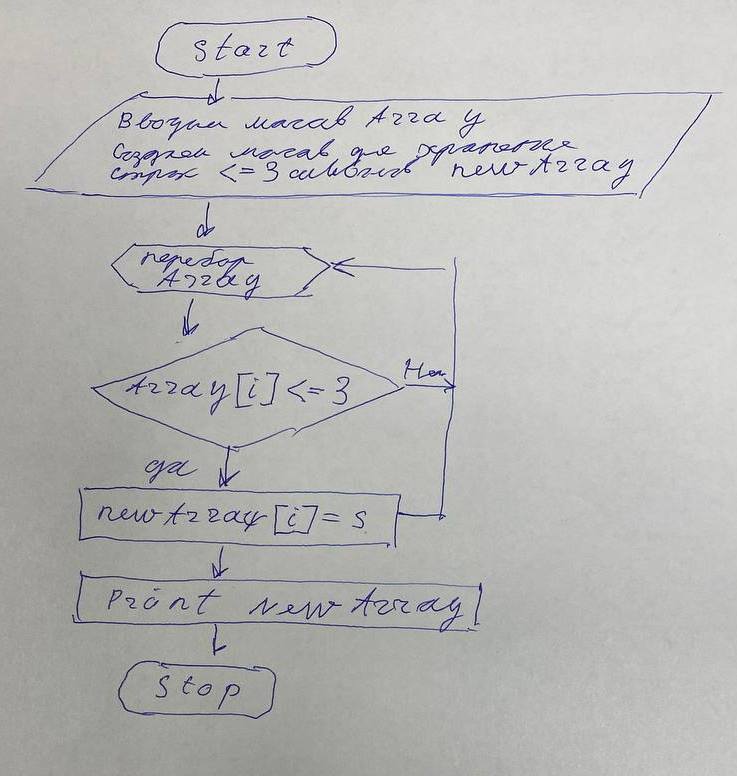 Start
Вводим массив Array
Создаем массив для хранение
строк <= 3 символов newArray
перебор
Array
Array[i] <= 3
Нет
да
newArray[i] = s
Print NewArray
Stop